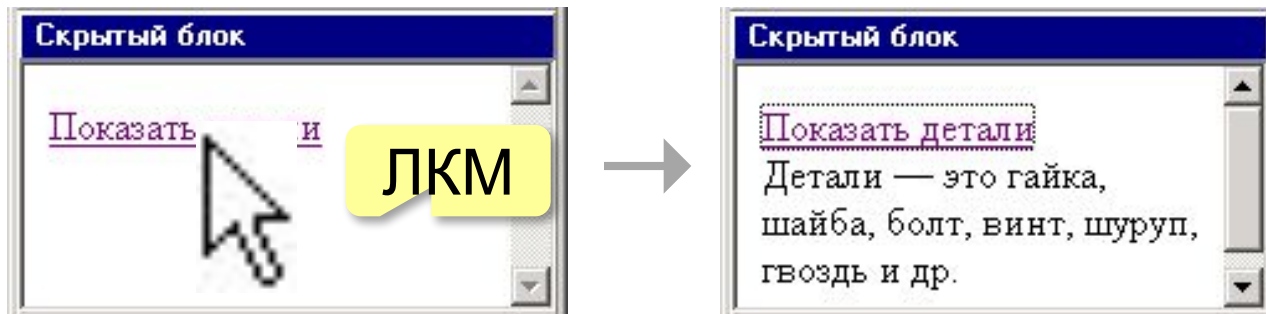 Скрытый блок
Показать и
ЛКМ
Скрытый блок
Показать детали
Детали — это гайка,
шайба, болт, винт, шуруп,
гвоздь и др.